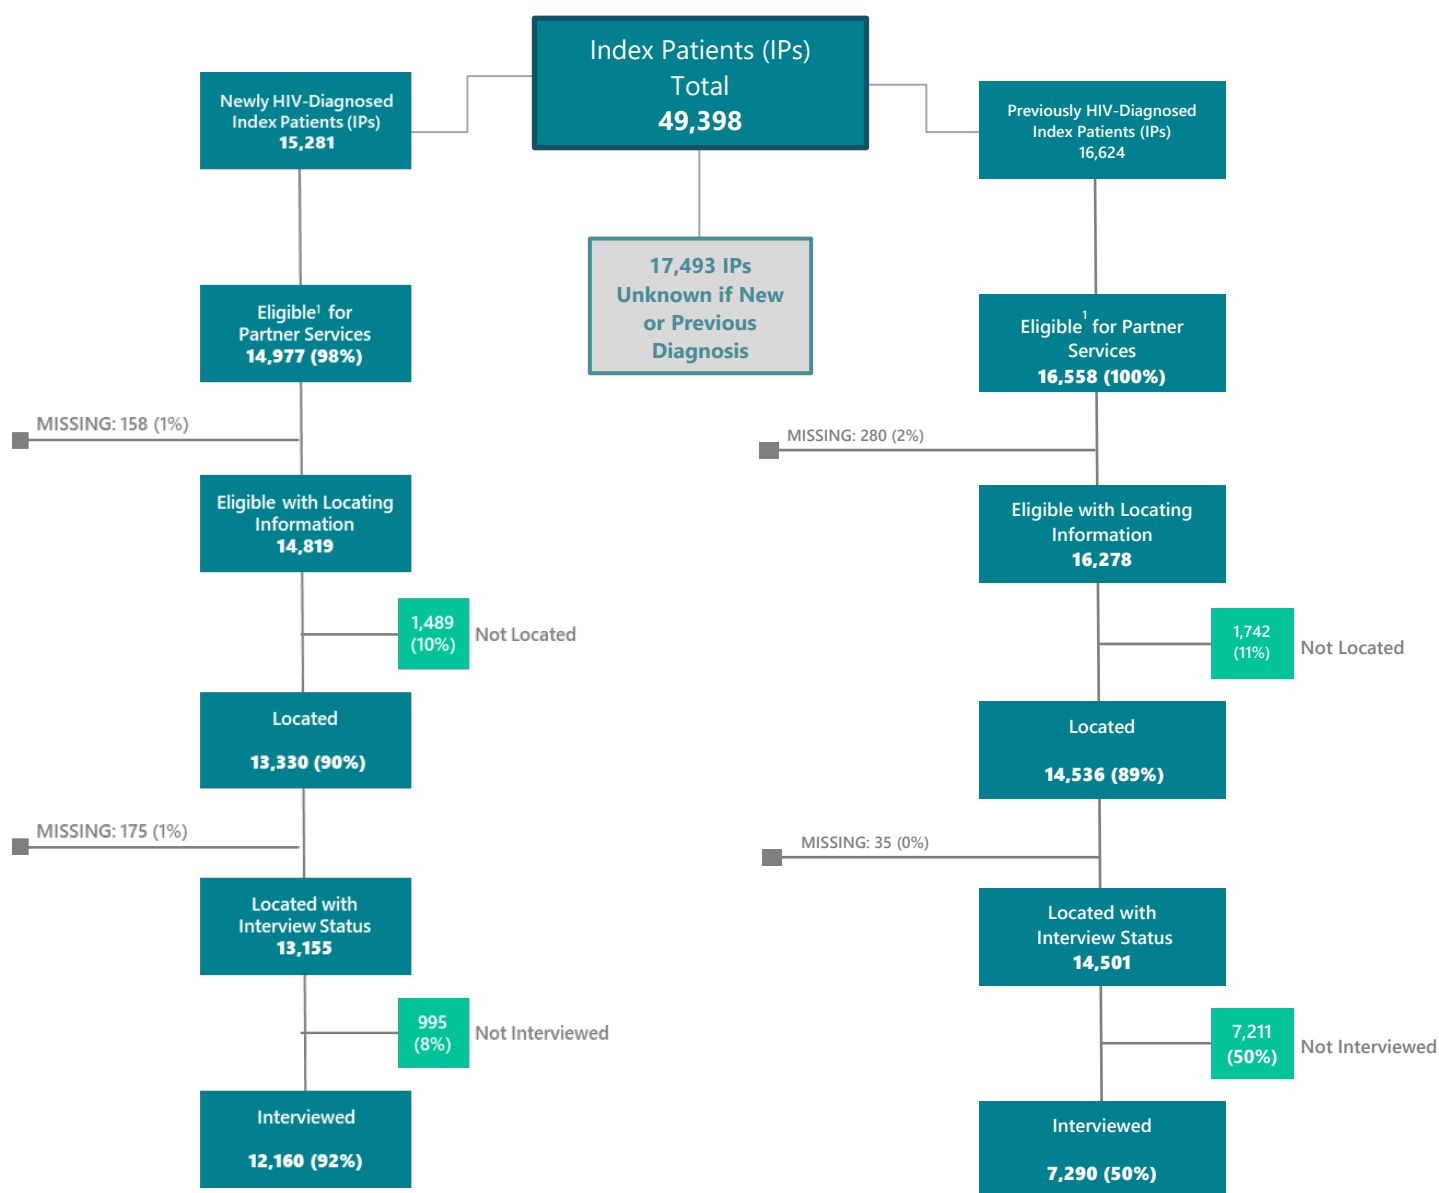 Index Patients (IPs)
Total
49,398
Newly HIV-Diagnosed
Index Patients (IPs)
15,281
Previously HIV-Diagnosed
Index Patients (IPs)
16,624
17,493 IPs
Unknown if New
or Previous
Diagnosis
Eligible¹ for
Partner Services
14,977 (98%)
Eligible¹ for Partner
Services
16,558 (100%)
MISSING: 158 (1%)
MISSING: 280 (2%)
Eligible with Locating
Information
14,819
Eligible with Locating
Information
16,278
1,489
(10%)
Not Located
1,742
(11%)
Not Located
Located
13,330 (90%)
Located
14,536 (89%)
MISSING: 175 (1%)
MISSING: 35 (0%)
Located with
Interview Status
13,155
Located with
Interview Status
14,501
995
(8%)
Not Interviewed
7,211
(50%)
Not Interviewed
Interviewed
12,160 (92%)
Interviewed
7,290 (50%)